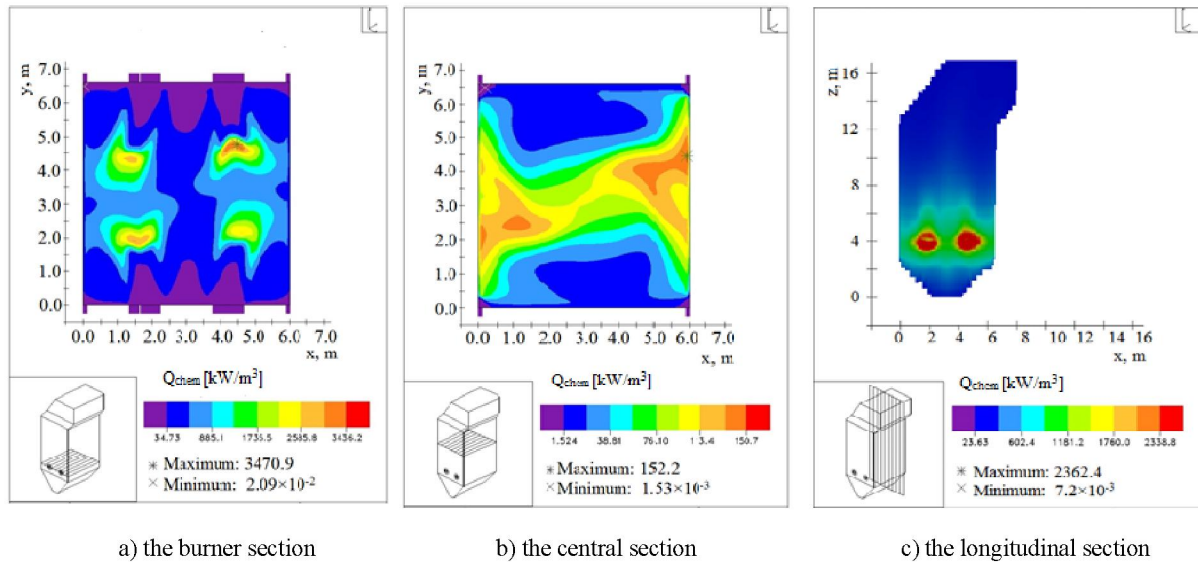 y, m
7.0
6.0
5.0
4.0
3.0
2.0
1.0
0.0
0.0 1.0 2.0 3.0 4.0 5.0 6.0 7.0
x, m
Qchem [kW/m³]
34.73 885.1 1735.5 2585.8 3436.2
Maximum: 3470.9
Minimum: 2.09×10⁻²
y, m
7.0
6.0
5.0
4.0
3.0
2.0
1.0
0.0
0.0 1.0 2.0 3.0 4.0 5.0 6.0 7.0
x, m
Qchem [kW/m³]
1.524 38.81 76.10 1 3.4 150.7
Maximum: 152.2
Minimum: 1.53×10⁻³
z, m
16
12
8
4
0
0 2 4 6 8 10 12 14 16
x, m
Qchem [kW/m³]
23.63 602.4 1181.2 1760.0 2338.8
Maximum: 2362.4
Minimum: 7.2×10⁻³
a) the burner section
b) the central section
c) the longitudinal section